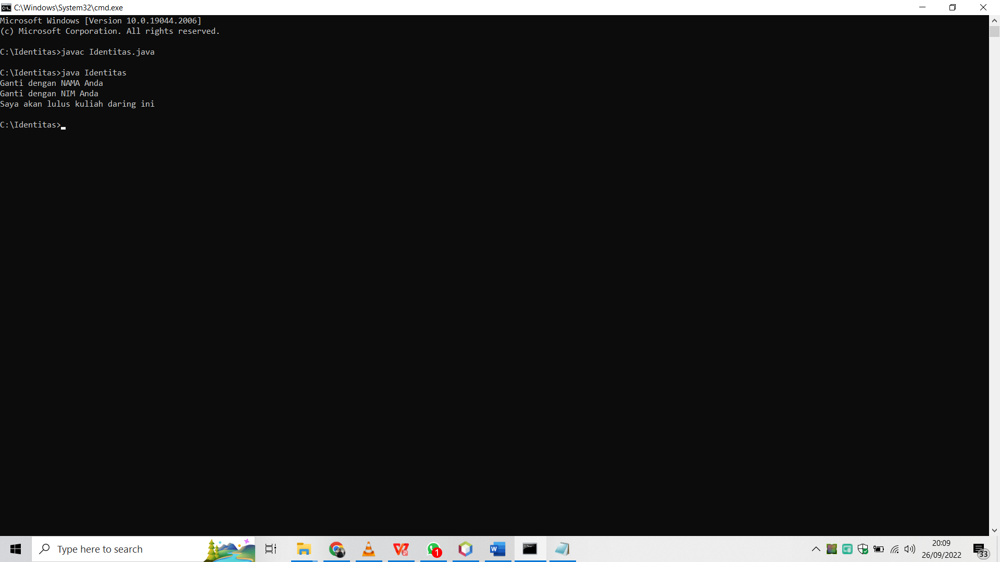 C:\Windows\System32\cmd.exe
Microsoft Windows [Version 10.0.19044.2006]
(c) Microsoft Corporation. All rights reserved.
C:\Identitas>javac Identitas.java
C:\Identitas>java Identitas
Ganti dengan NAMA Anda
Ganti dengan NIM Anda
Saya akan lulus kuliah daring ini
C:\Identitas>
Type here to search
1
W
20:09
26/09/2022
33